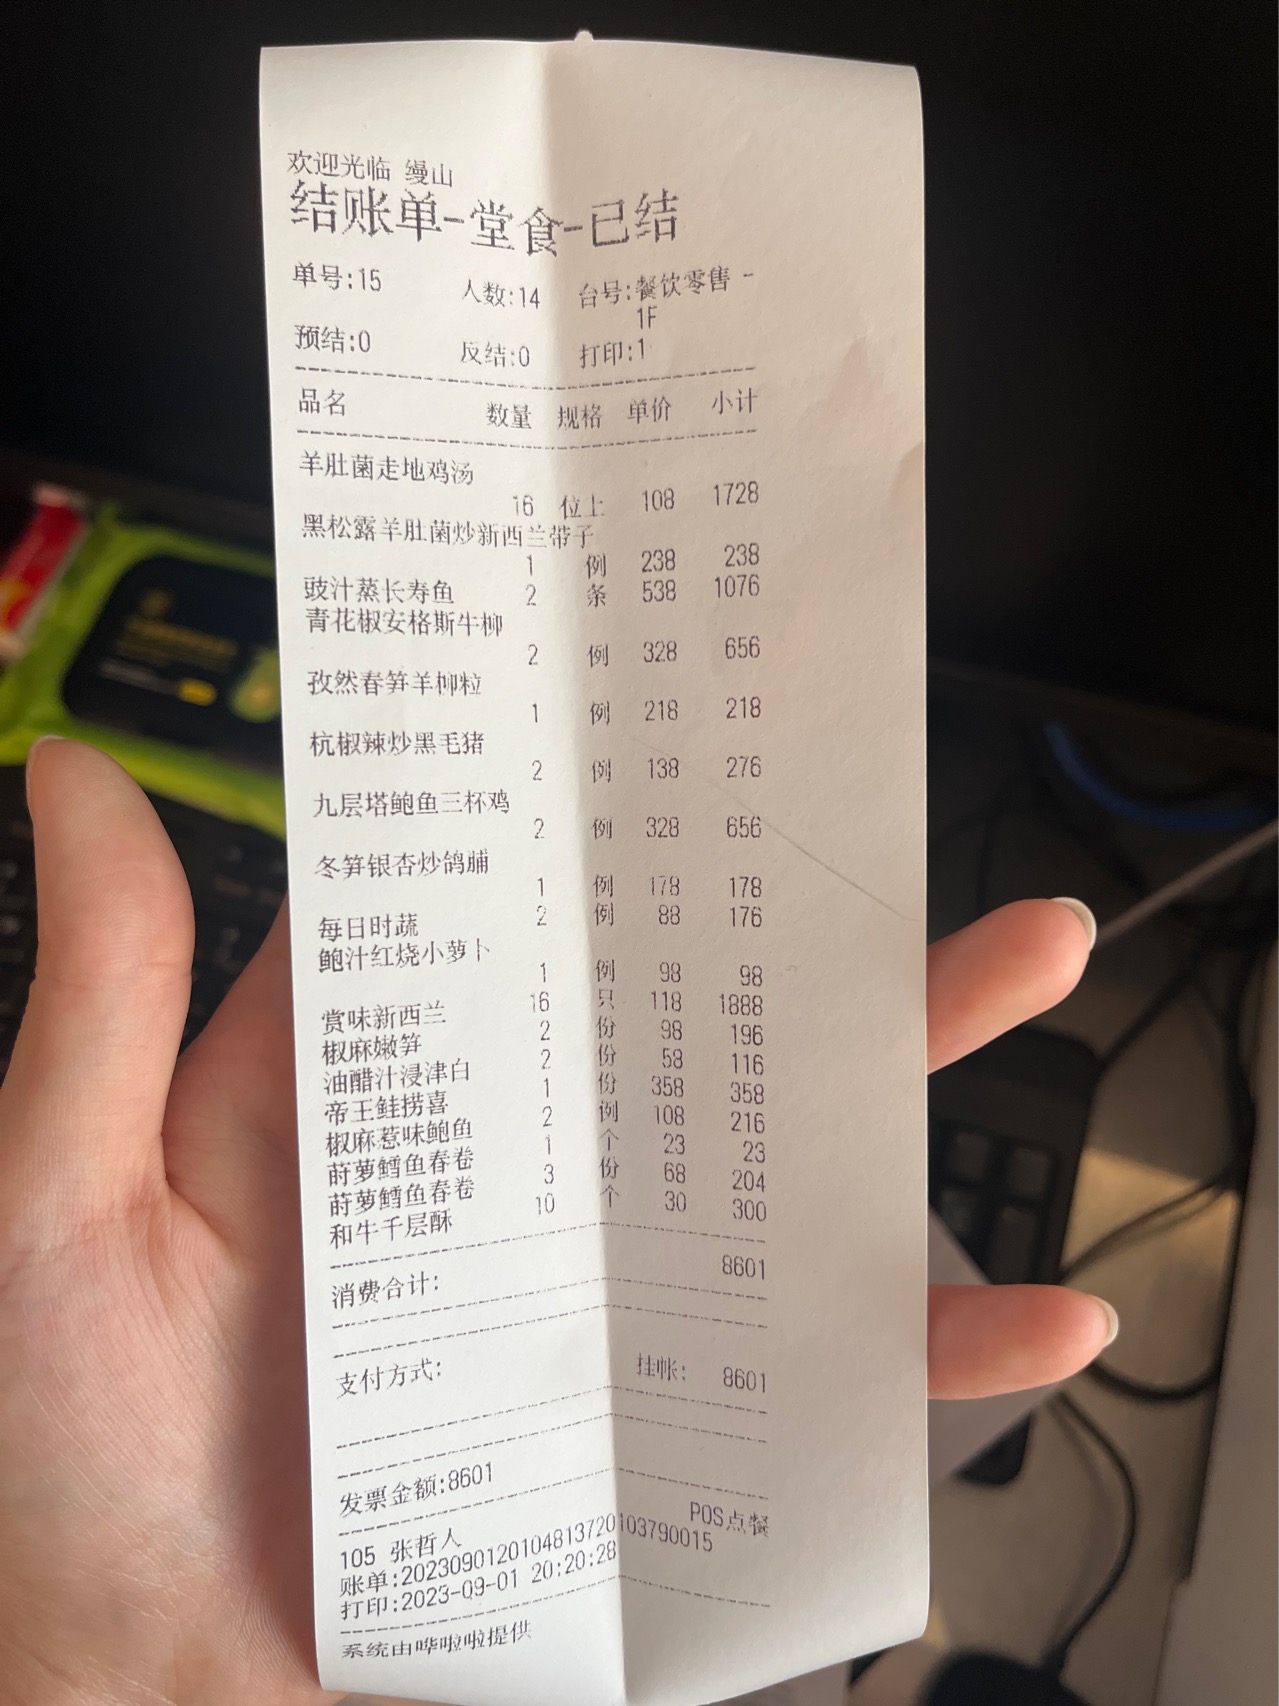 欢迎光临 缦山
结账单-堂食-已结
单号:15 人数:14 台号:餐饮零售 -
1F
预结:0 反结:0 打印:1
品名 数量 规格 单价 小计
羊肚菌走地鸡汤
16 位上 108 1728
黑松露羊肚菌炒新西兰带子
1 例 238 238
豉汁蒸长寿鱼 2 条 538 1076
青花椒安格斯牛柳
2 例 328 656
孜然春笋羊柳粒
1 例 218 218
杭椒辣炒黑毛猪
2 例 138 276
九层塔鲍鱼三杯鸡
2 例 328 656
冬笋银杏炒鸽脯
1 例 178 178
每日时蔬 2 例 88 176
鲍汁红烧小萝卜
1 例 98 98
赏味新西兰 16 只 118 1888
椒麻嫩笋 2 份 98 196
油醋汁浸津白 2 份 58 116
帝王鲑捞喜 1 份 358 358
椒麻惹味鲍鱼 2 例 108 216
莳萝鳕鱼春卷 1 个 23 23
莳萝鳕鱼春卷 3 份 68 204
和牛千层酥 10 个 30 300
消费合计: 8601
支付方式: 挂帐: 8601
发票金额:8601
105 张哲人 POS点餐
账单:2023090120104813720103790015
打印:2023-09-01 20:20:28
系统由哗啦啦提供